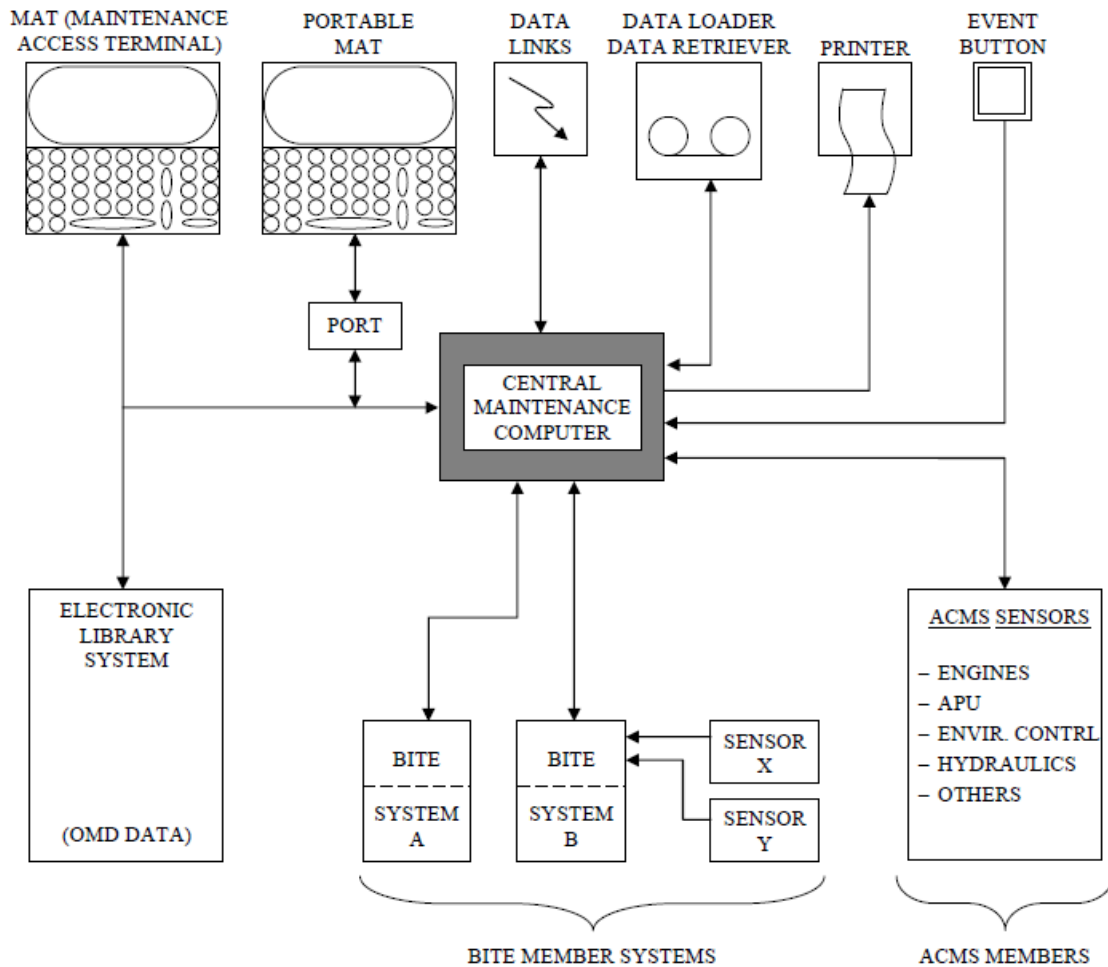 MAT (MAINTENANCE
ACCESS TERMINAL)
PORTABLE
MAT
DATA
LINKS
DATA LOADER
DATA RETRIEVER
PRINTER
EVENT
BUTTON
PORT
CENTRAL
MAINTENANCE
COMPUTER
ELECTRONIC
LIBRARY
SYSTEM
(OMD DATA)
BITE
SYSTEM
A
BITE
SYSTEM
B
SENSOR
X
SENSOR
Y
ACMS SENSORS
– ENGINES
– APU
– ENVIR. CONTRL
– HYDRAULICS
– OTHERS
BITE MEMBER SYSTEMS
ACMS MEMBERS